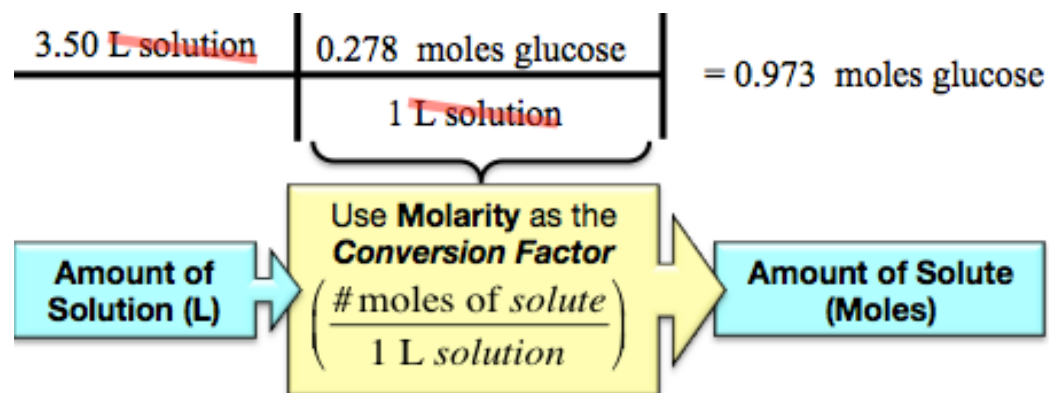 3.50 L solution
0.278 moles glucose
= 0.973 moles glucose
1 L solution
Use Molarity as the
Conversion Factor
Amount of
Solution (L)
# moles of solute
1 L solution
Amount of Solute
(Moles)